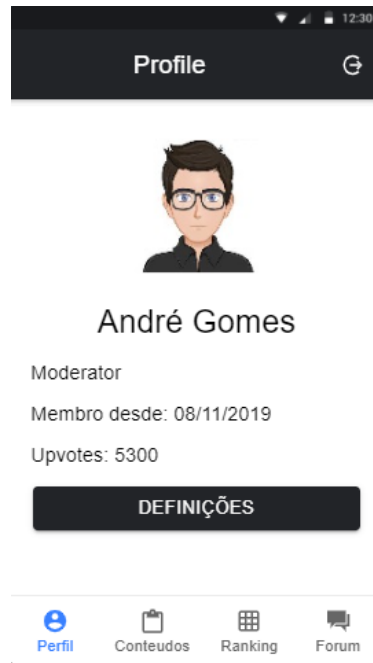 12:30
Profile
André Gomes
Moderator
Membro desde: 08/11/2019
Upvotes: 5300
DEFINIÇÕES
Perfil Conteudos Ranking Forum